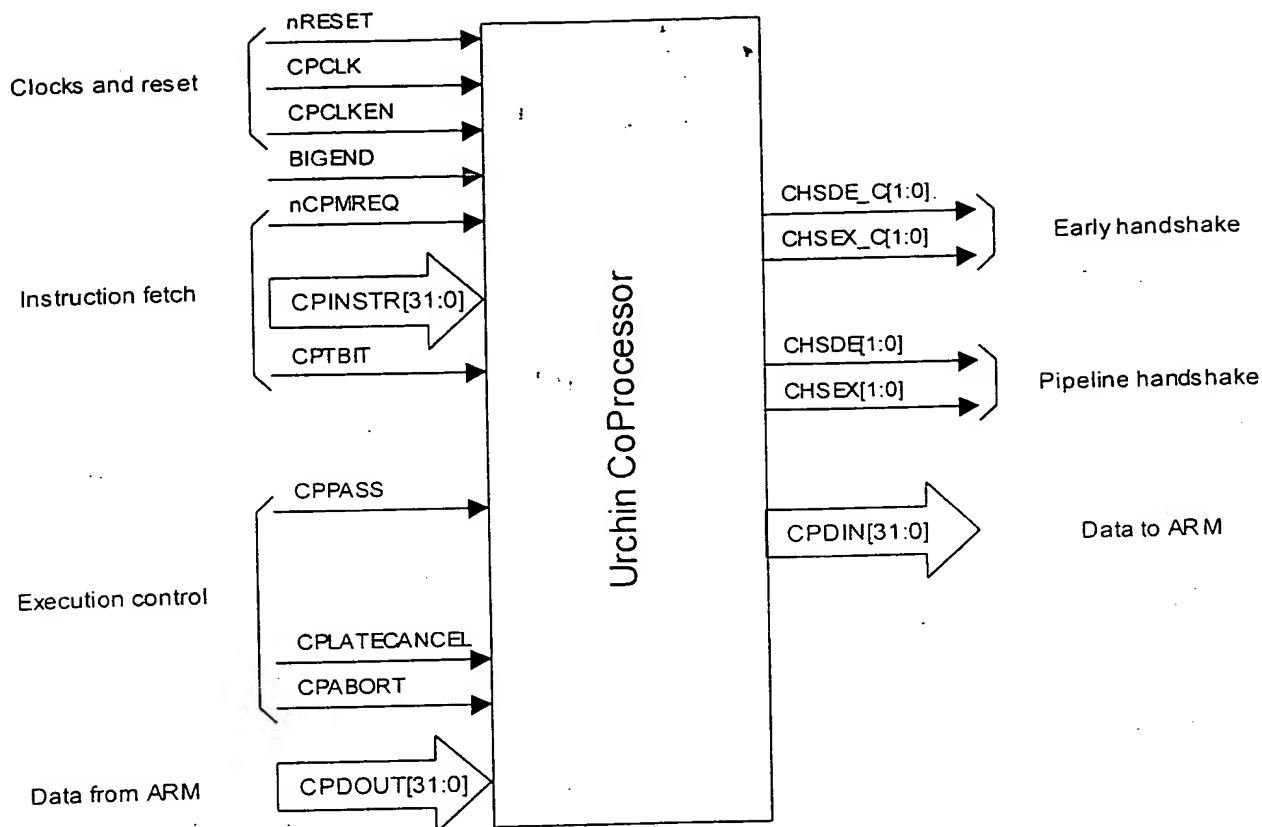 nRESET
Clocks and reset
CPCLK
CPCLKEN
BIGEND
nCPMREQ
Instruction fetch
CPINSTR[31:0]
CPTBIT
CPPASS
Execution control
CPLATECANCEL
CPABORT
Data from ARM
CPDOUT[31:0]
Urchin CoProcessor
CHSDE_C[1:0].
CHSEX_C[1:0]
Early handshake
CHSDE[1:0]
CHSEX[1:0]
Pipeline handshake
CPDIN[31:0]
Data to ARM